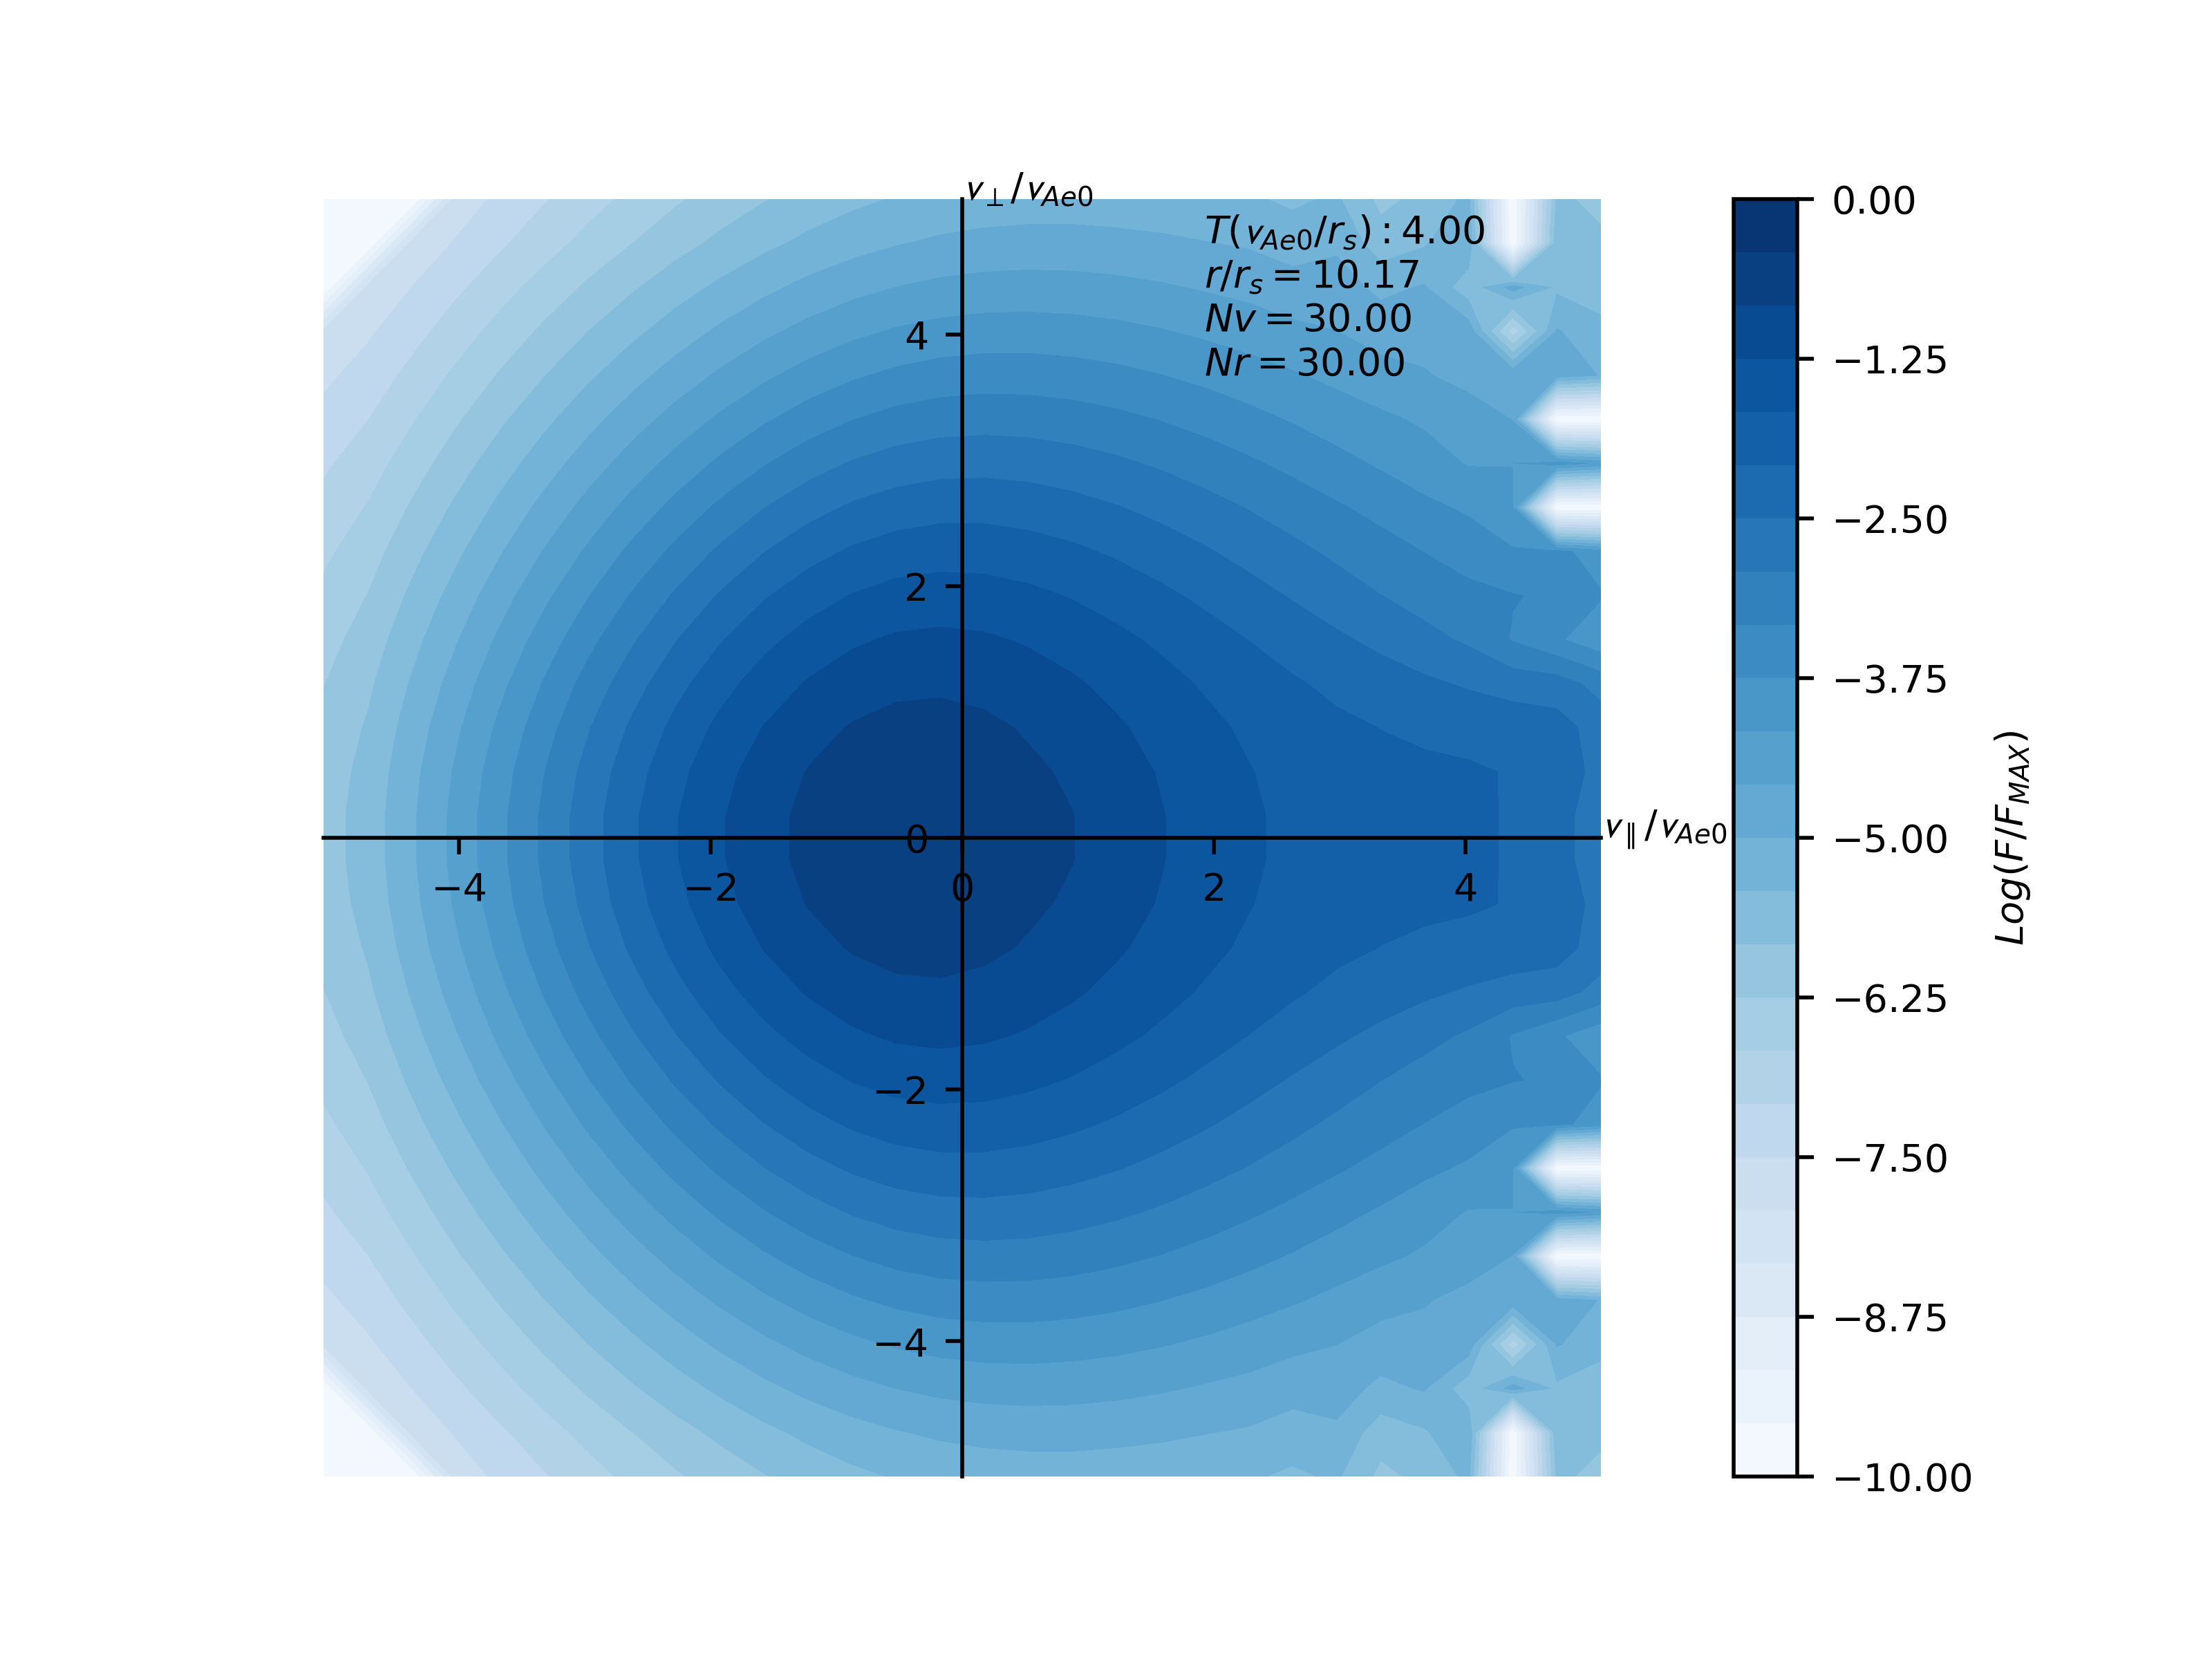 v⊥/vAe0
T(vAe0/rs):4.00
r/rs=10.17
Nv=30.00
Nr=30.00
4
2
0
−2
−4
−4
−2
0
2
4
v∥/vAe0
0.00
−1.25
−2.50
−3.75
−5.00
−6.25
−7.50
−8.75
−10.00
Log(F/FMAX)